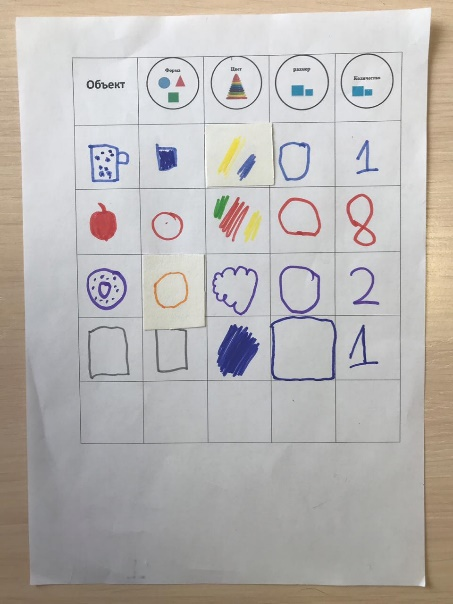 Объект
Форма
Цвет
размер
Количество
1
8
2
1